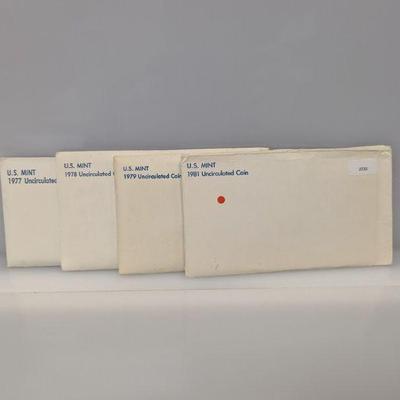 U.S. MINT
1977 Uncirculated
U.S. MINT
1978 Uncirculated
U.S. MINT
1979 Uncirculated Coin
U.S. MINT
1981 Uncirculated Coin